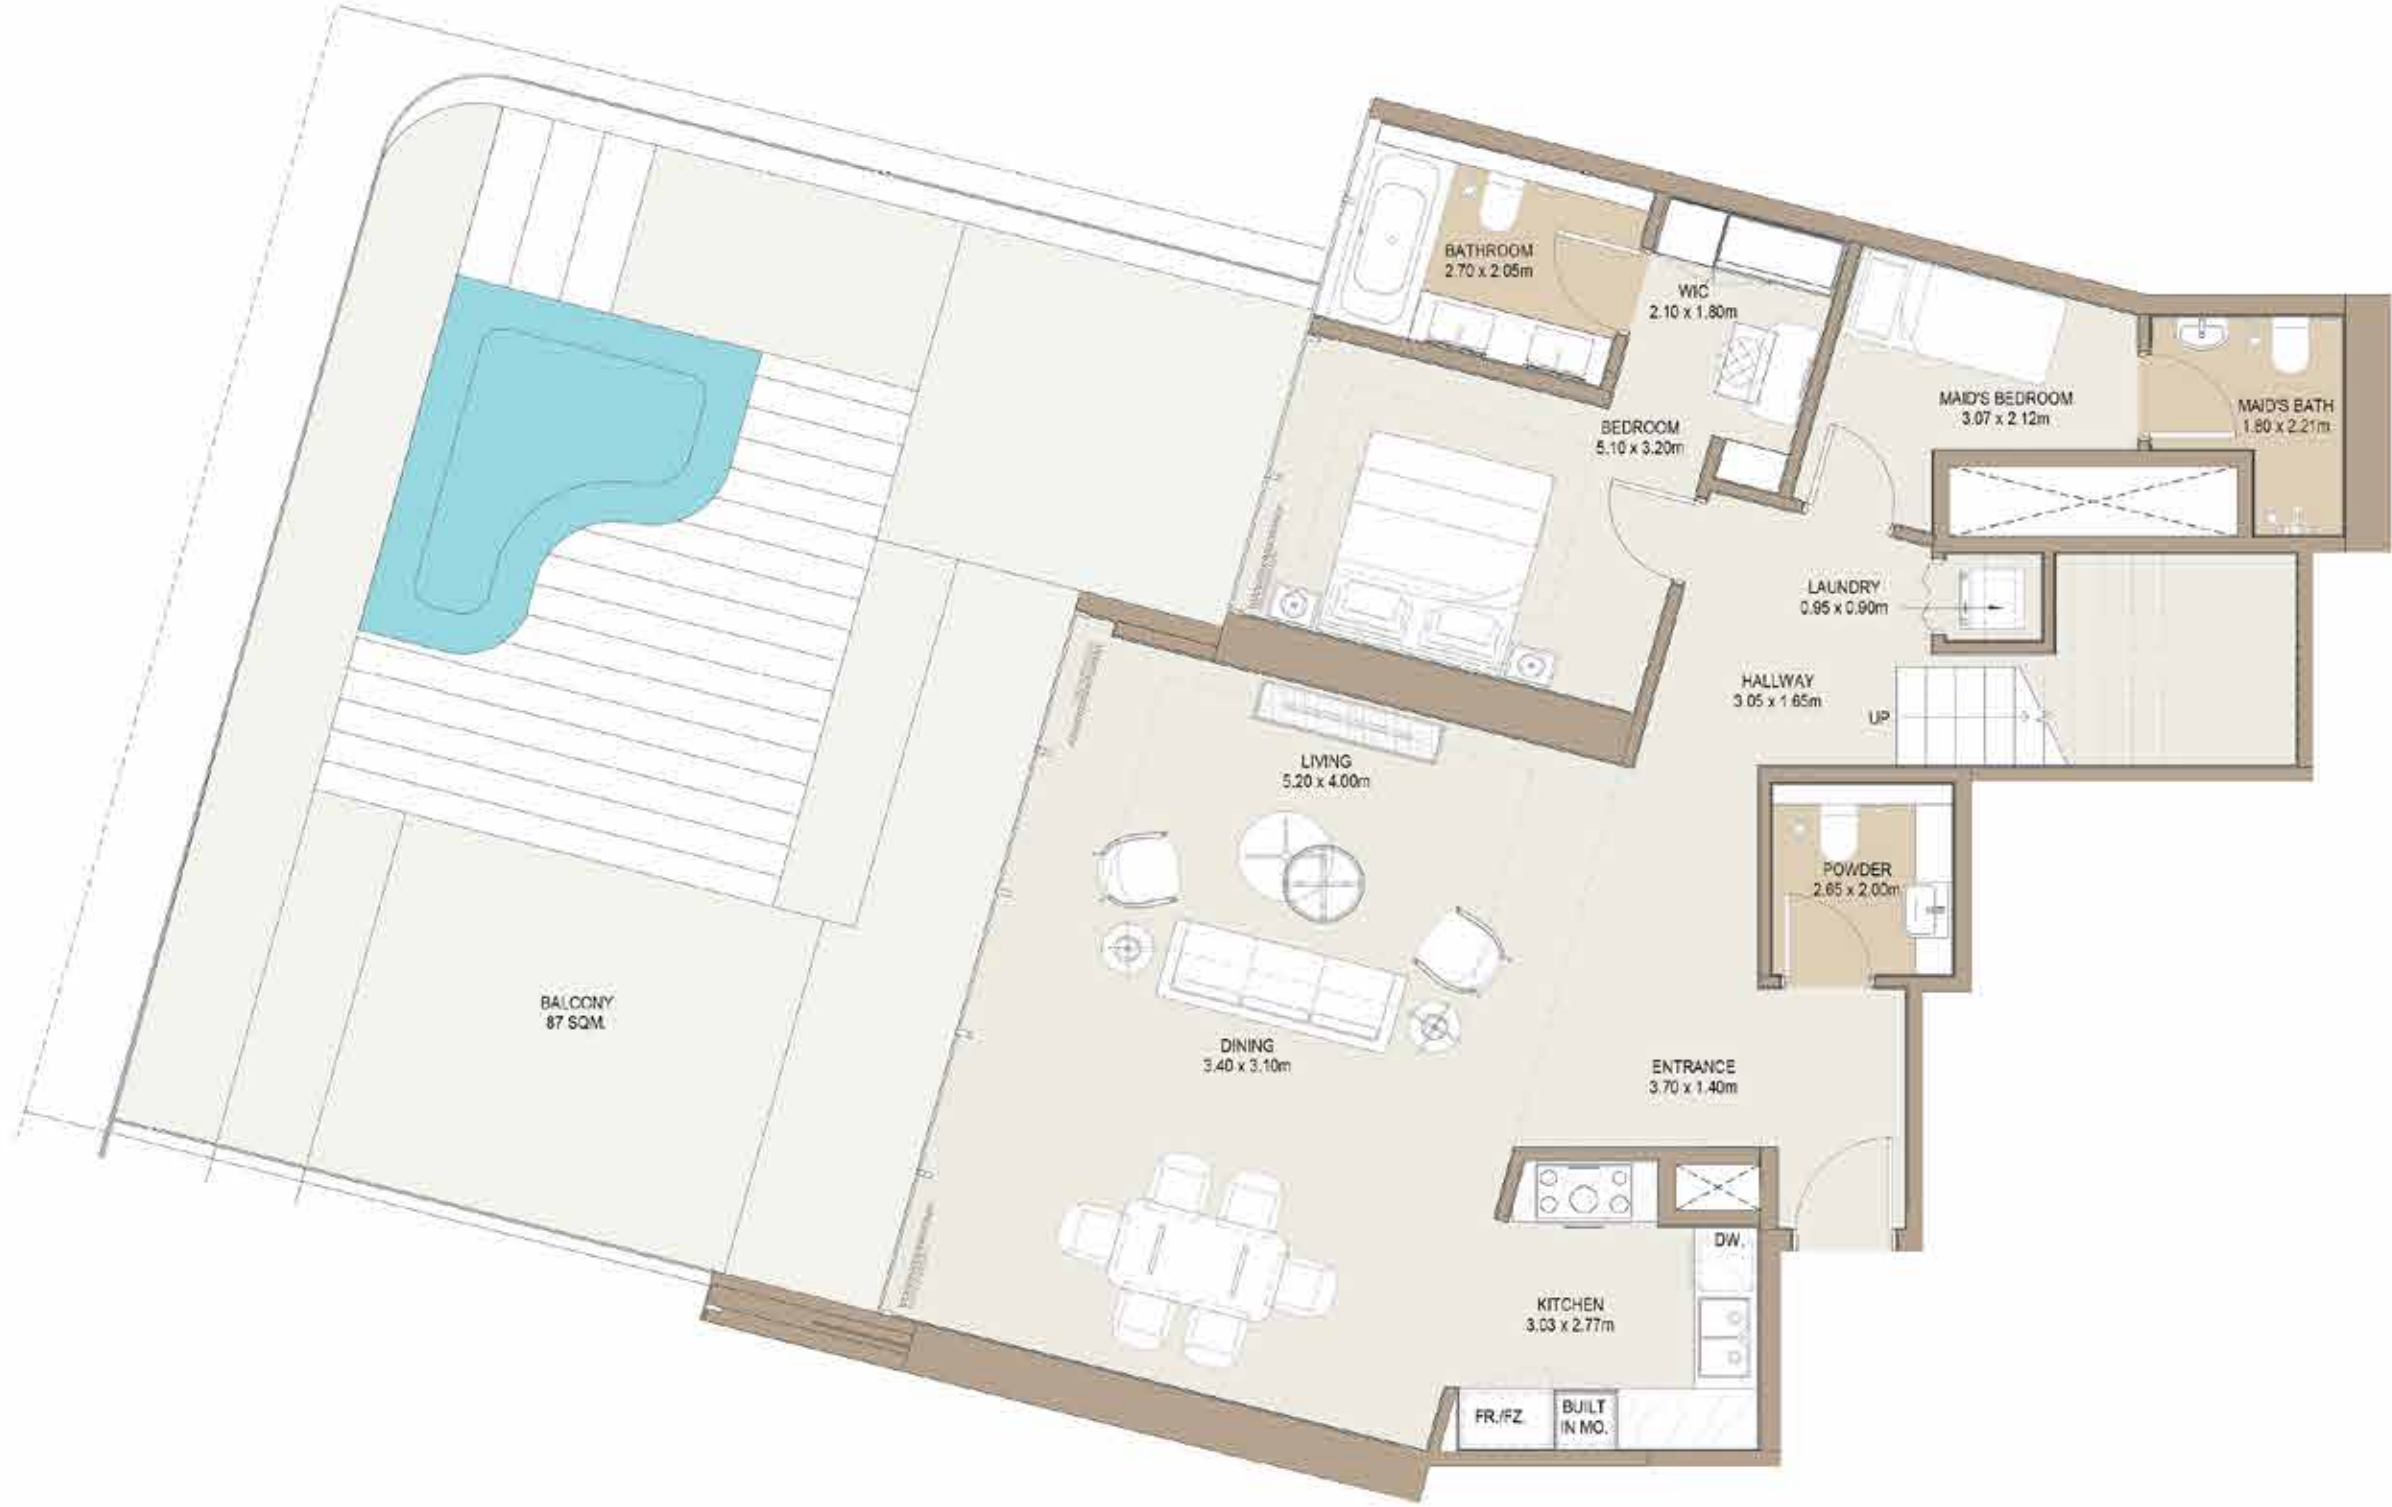 BATHROOM
2.70 x 2.05m
WIC
2.10 x 1.80m
MAID'S BEDROOM
3.07 x 2.12m
MAID'S BATH
1.80 x 2.21m
BEDROOM
5.10 x 3.20m
LAUNDRY
0.95 x 0.90m
HALLWAY
3.05 x 1.65m
UP
LIVING
5.20 x 4.00m
POWDER
2.65 x 2.00m
BALCONY
87 SQM.
DINING
3.40 x 3.10m
ENTRANCE
3.70 x 1.40m
DW.
KITCHEN
3.03 x 2.77m
FR./FZ.
BUILT
IN MO.